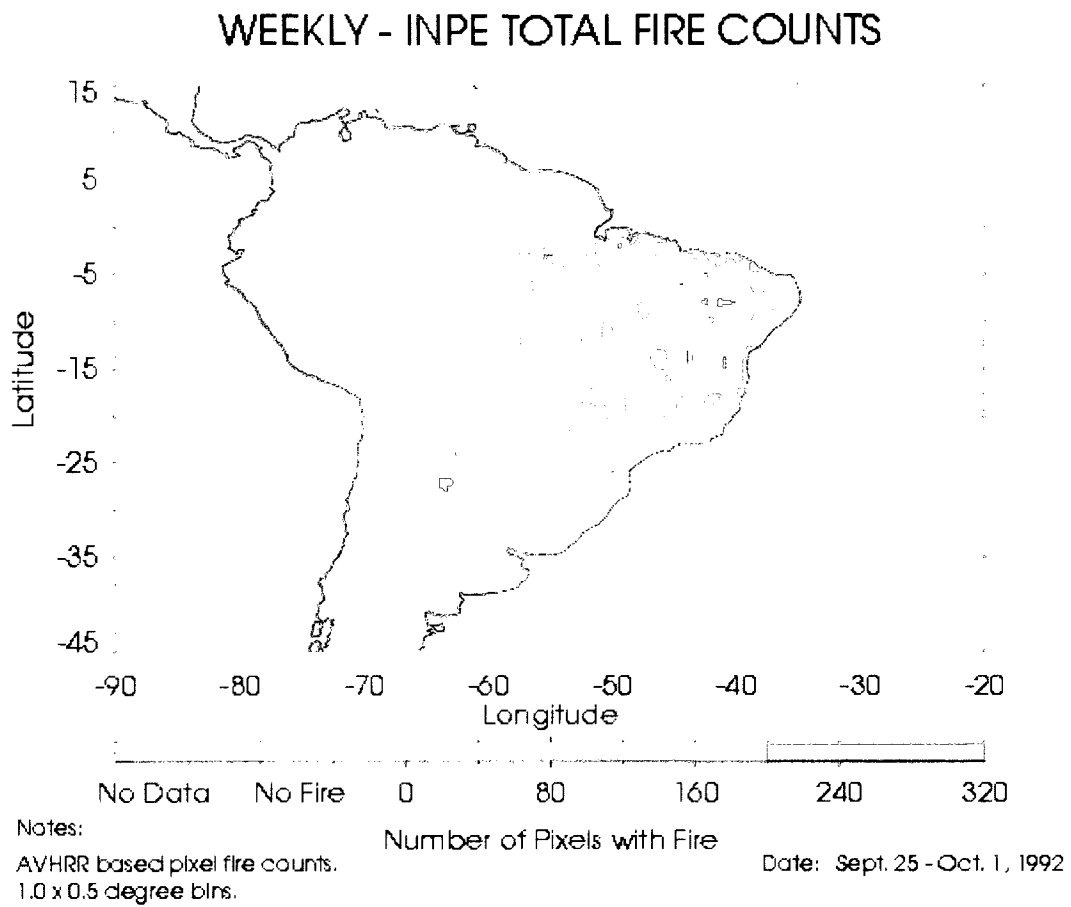 WEEKLY - INPE TOTAL FIRE COUNTS
15
5
-5
-15
-25
-35
-45
Latitude
-90 -80 -70 -60 -50 -40 -30 -20
Longitude
No Data No Fire 0 80 160 240 320
Number of Pixels with Fire
Notes:
AVHRR based pixel fire counts.
1.0 x 0.5 degree bins.
Date: Sept. 25 - Oct. 1, 1992